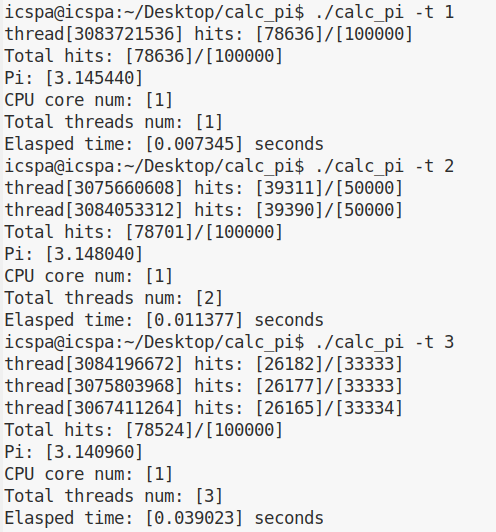 icspa@icspa:~/Desktop/calc_pi$ ./calc_pi -t 1
thread[3083721536] hits: [78636]/[100000]
Total hits: [78636]/[100000]
Pi: [3.145440]
CPU core num: [1]
Total threads num: [1]
Elasped time: [0.007345] seconds
icspa@icspa:~/Desktop/calc_pi$ ./calc_pi -t 2
thread[3075660608] hits: [39311]/[50000]
thread[3084053312] hits: [39390]/[50000]
Total hits: [78701]/[100000]
Pi: [3.148040]
CPU core num: [1]
Total threads num: [2]
Elasped time: [0.011377] seconds
icspa@icspa:~/Desktop/calc_pi$ ./calc_pi -t 3
thread[3084196672] hits: [26182]/[33333]
thread[3075803968] hits: [26177]/[33333]
thread[3067411264] hits: [26165]/[33334]
Total hits: [78524]/[100000]
Pi: [3.140960]
CPU core num: [1]
Total threads num: [3]
Elasped time: [0.039023] seconds